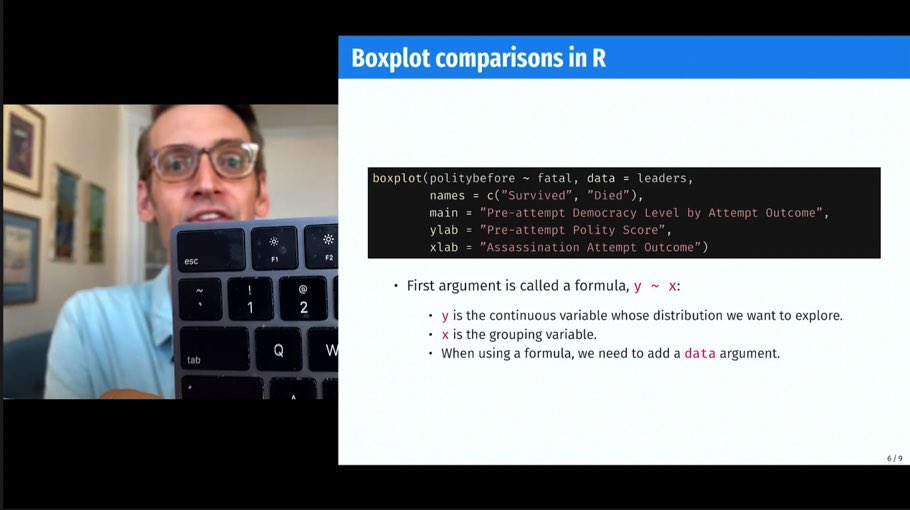 Boxplot comparisons in R
boxplot(politybefore ~ fatal, data = leaders,
names = c("Survived", "Died"),
main = "Pre-attempt Democracy Level by Attempt Outcome",
ylab = "Pre-attempt Polity Score",
xlab = "Assassination Attempt Outcome")
• First argument is called a formula, y ~ x:
• y is the continuous variable whose distribution we want to explore.
• x is the grouping variable.
• When using a formula, we need to add a data argument.
6 / 9
esc
F1
F2
~
`
!
1
@
2
tab
Q
W
A